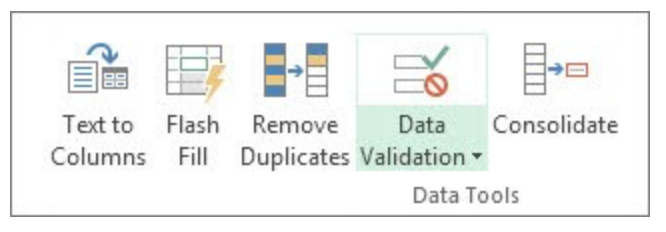 Text to Columns
Flash Fill
Remove Duplicates
Data Validation
Consolidate
Data Tools